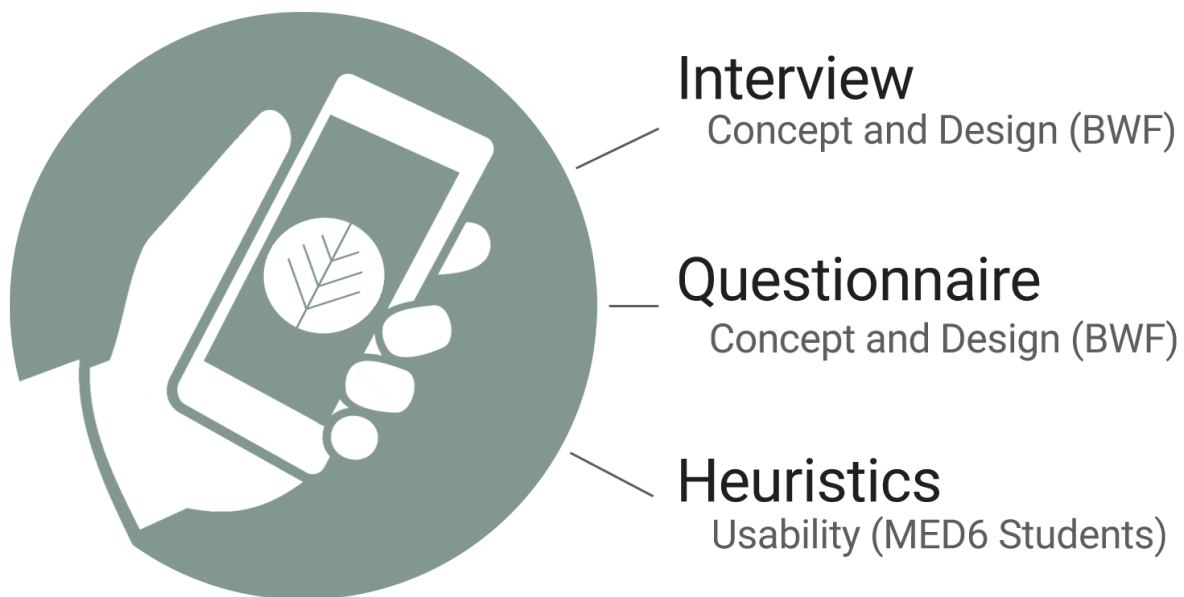 Interview
Concept and Design (BWF)
Questionnaire
Concept and Design (BWF)
Heuristics
Usability (MED6 Students)